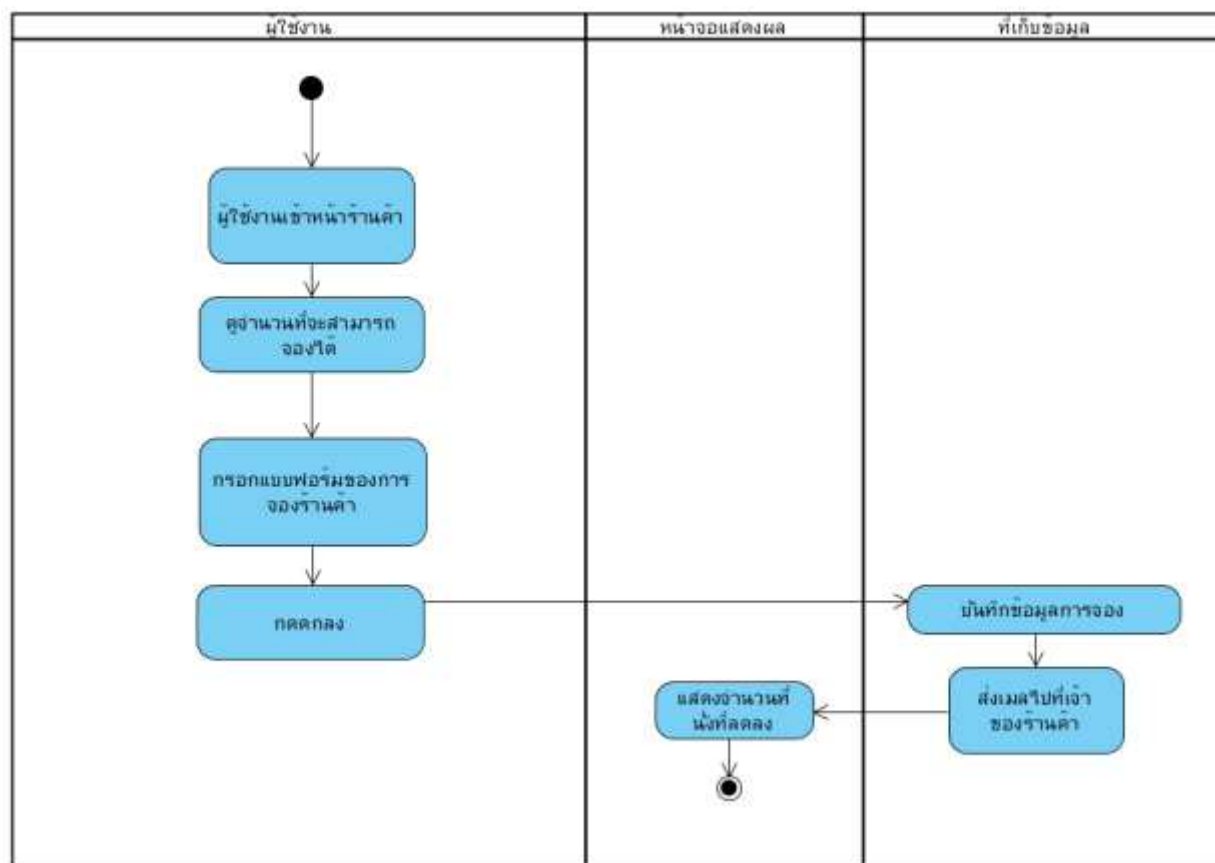 ผู้ใช้งาน
หน้าจอแสดงผล
ที่เก็บข้อมูล
ผู้ใช้งานเข้าหน้าร้านค้า
ดูจำนวนที่จะสามารถ
จองได้
กรอกแบบฟอร์มของการ
จองร้านค้า
กดตกลง
บันทึกข้อมูลการจอง
ส่งเมลไปที่เจ้า
ของร้านค้า
แสดงจำนวนที่
นั่งที่ลดลง